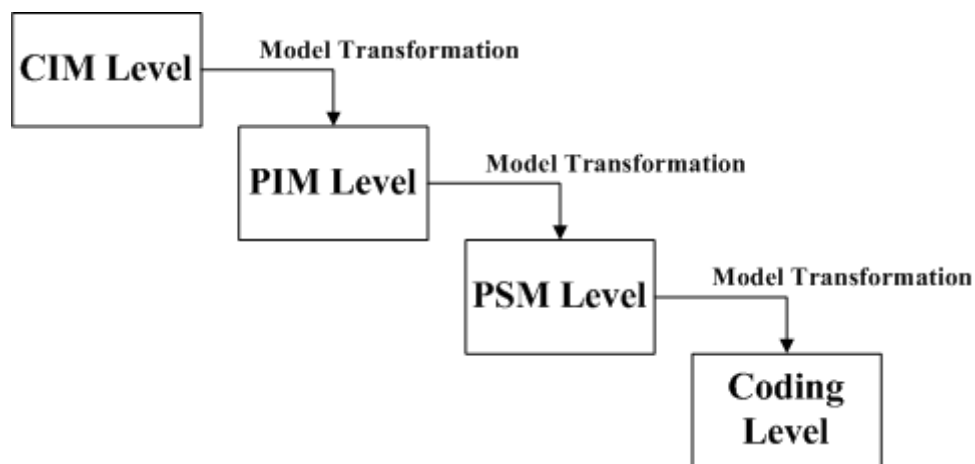 Model Transformation
CIM Level
Model Transformation
PIM Level
Model Transformation
PSM Level
Coding
Level